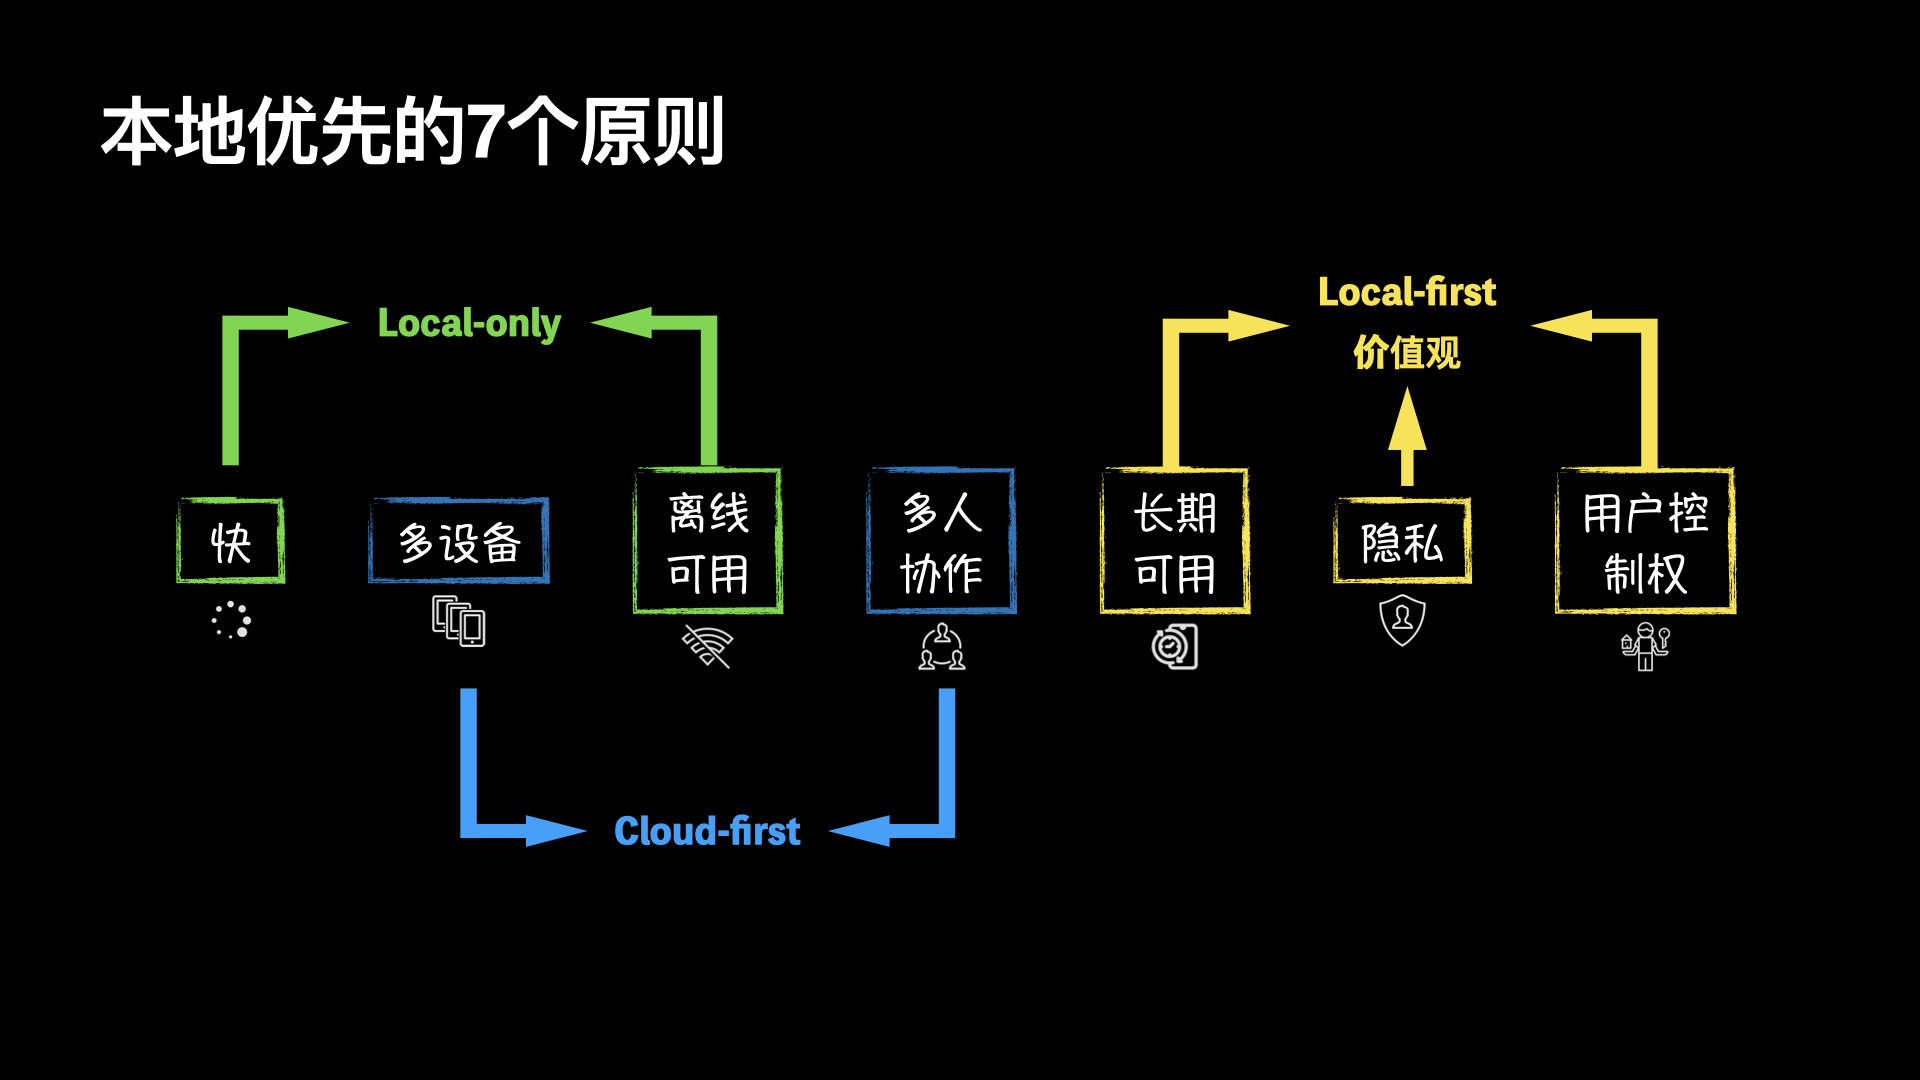 本地优先的7个原则
Local-only
Local-first
价值观
快
多设备
离线
可用
多人
协作
长期
可用
隐私
用户控
制权
Cloud-first